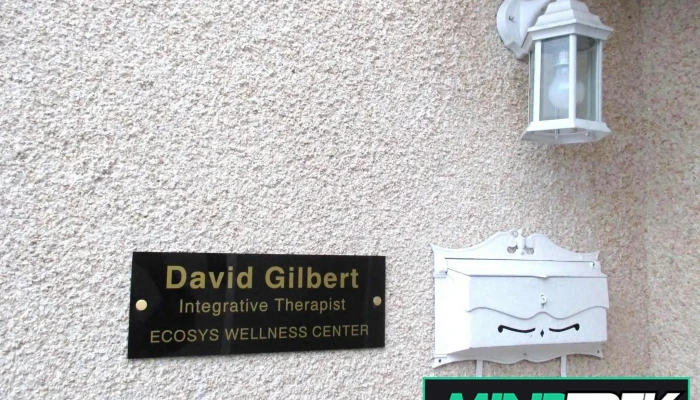 David Gilbert
Integrative Therapist
ECOSYS WELLNESS CENTER